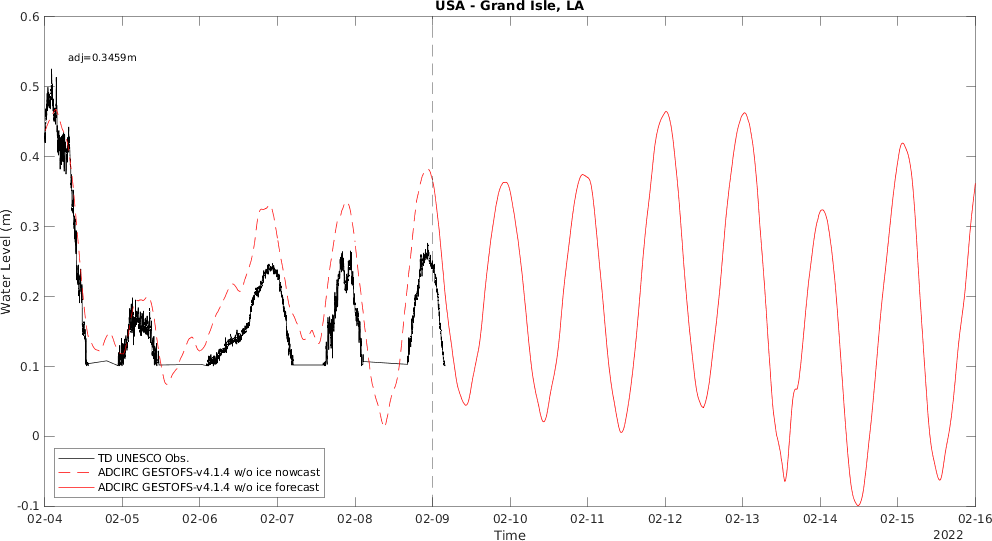 USA - Grand Isle, LA
adj=0.3459m
0.6
0.5
0.4
0.3
0.2
0.1
0
-0.1
Water Level (m)
TD UNESCO Obs.
ADCIRC GESTOFS-v4.1.4 w/o ice nowcast
ADCIRC GESTOFS-v4.1.4 w/o ice forecast
02-04 02-05 02-06 02-07 02-08 02-09 02-10 02-11 02-12 02-13 02-14 02-15 02-16
Time
2022